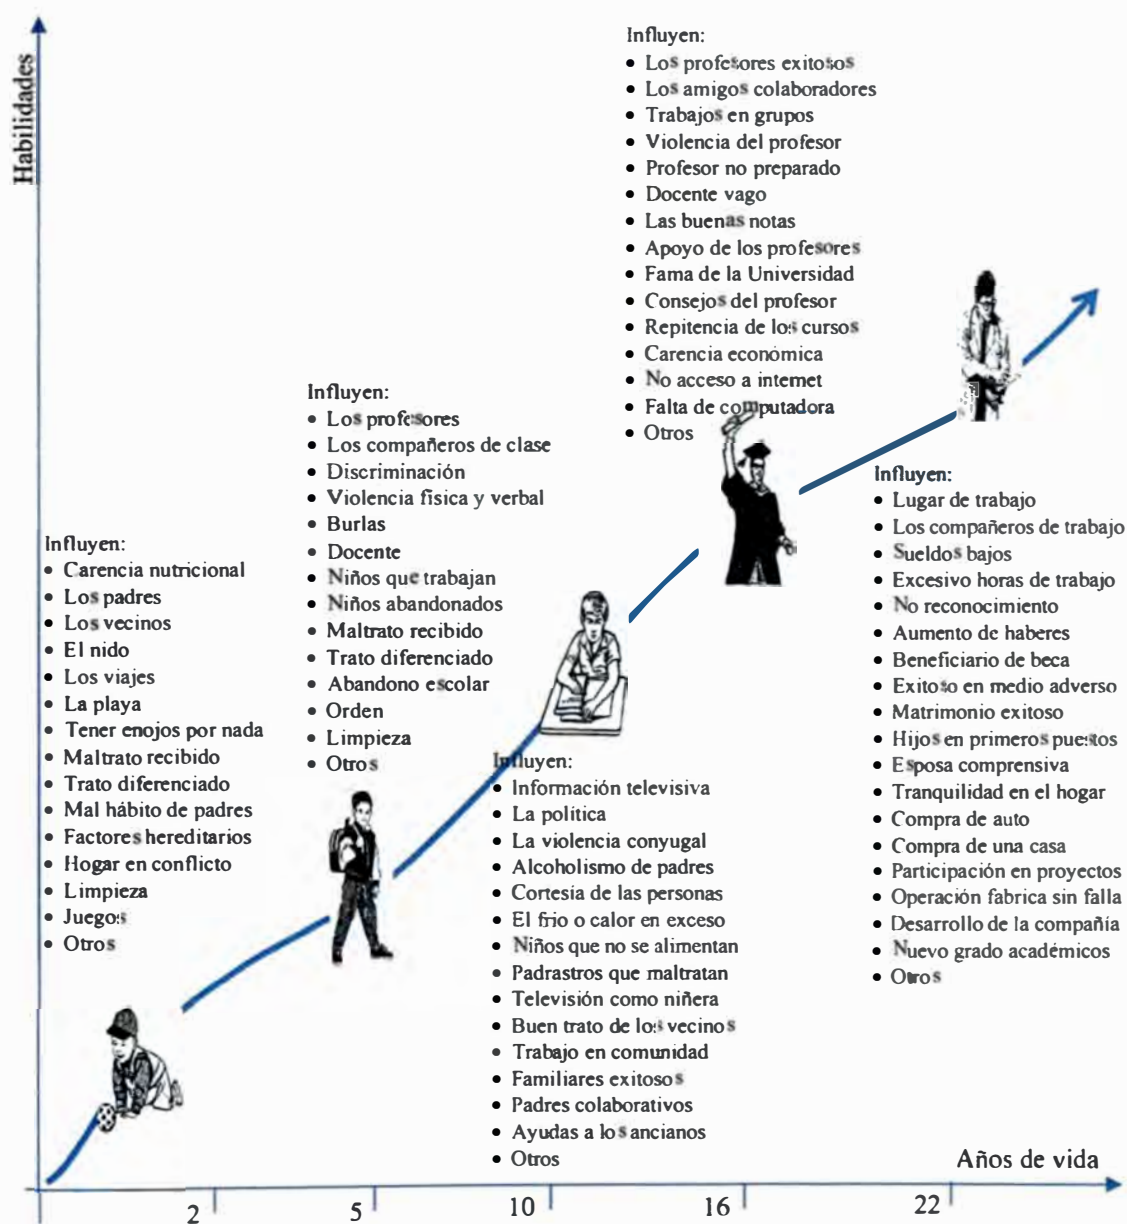 Habilidades
Influyen:
• Carencia nutricional
• Los padres
• Los vecinos
• El nido
• Los viajes
• La playa
• Tener enojos por nada
• Maltrato recibido
• Trato diferenciado
• Mal hábito de padres
• Factores hereditarios
• Hogar en conflicto
• Limpieza
• Juegos
• Otros
Influyen:
• Los profesores
• Los compañeros de clase
• Discriminación
• Violencia física y verbal
• Burlas
• Docente
• Niños que trabajan
• Niños abandonados
• Maltrato recibido
• Trato diferenciado
• Abandono escolar
• Orden
• Limpieza
• Otros
Influyen:
• Información televisiva
• La política
• La violencia conyugal
• Alcoholismo de padres
• Cortesía de las personas
• El frío o calor en exceso
• Niños que no se alimentan
• Padrastros que maltratan
• Televisión como niñera
• Buen trato de los vecinos
• Trabajo en comunidad
• Familiares exitosos
• Padres colaborativos
• Ayudas a los ancianos
• Otros
Influyen:
• Los profesores exitosos
• Los amigos colaboradores
• Trabajos en grupos
• Violencia del profesor
• Profesor no preparado
• Docente vago
• Las buenas notas
• Apoyo de los profesores
• Fama de la Universidad
• Consejos del profesor
• Repitencia de los cursos
• Carencia económica
• No acceso a internet
• Falta de computadora
• Otros
Influyen:
• Lugar de trabajo
• Los compañeros de trabajo
• Sueldos bajos
• Excesivo horas de trabajo
• No reconocimiento
• Aumento de haberes
• Beneficiario de beca
• Exitoso en medio adverso
• Matrimonio exitoso
• Hijos en primeros puestos
• Esposa comprensiva
• Tranquilidad en el hogar
• Compra de auto
• Compra de una casa
• Participación en proyectos
• Operación fabrica sin falla
• Desarrollo de la compañía
• Nuevo grado académicos
• Otros
Años de vida
2
5
10
16
22